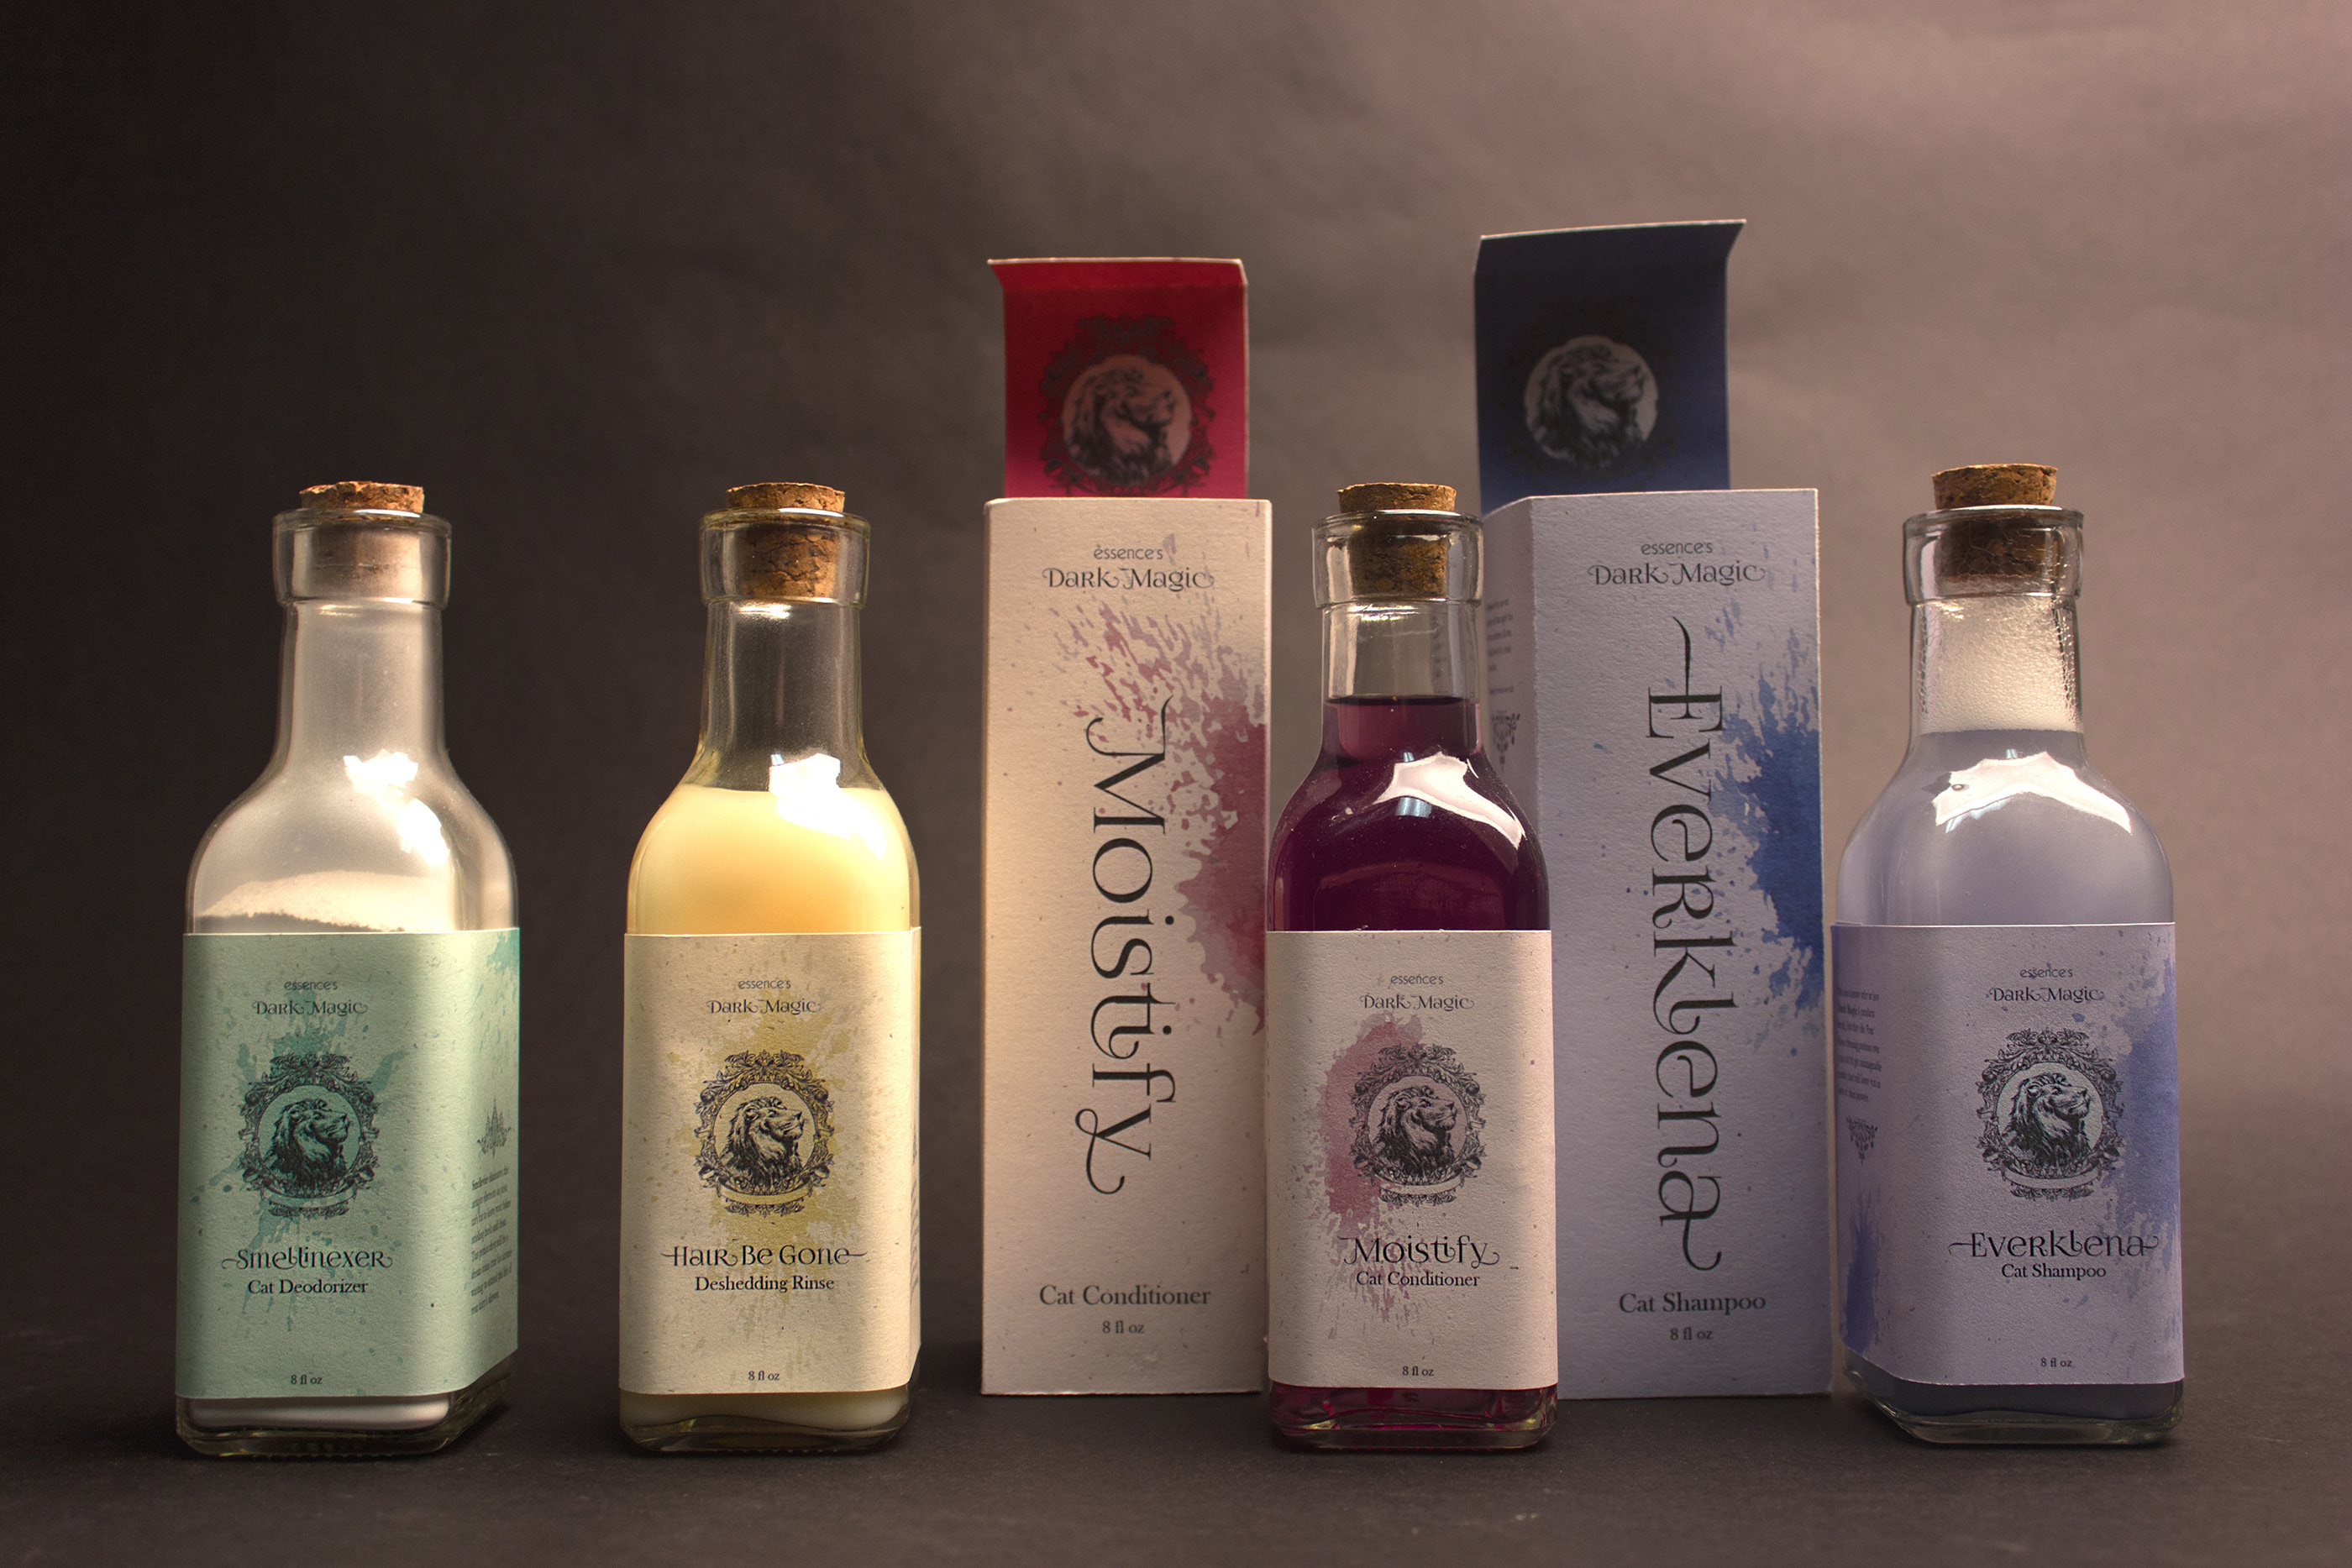 essence's
Dark Magic
Smellinexer
Cat Deodorizer
8 fl oz
essence's
Dark Magic
Hair Be Gone
Deshedding Rinse
8 fl oz
essence's
Dark Magic
Moistify
Cat Conditioner
8 fl oz
essence's
Dark Magic
Moistify
Cat Conditioner
8 fl oz
essence's
Dark Magic
Everklena
Cat Shampoo
8 fl oz
essence's
Dark Magic
Everklena
Cat Shampoo
8 fl oz